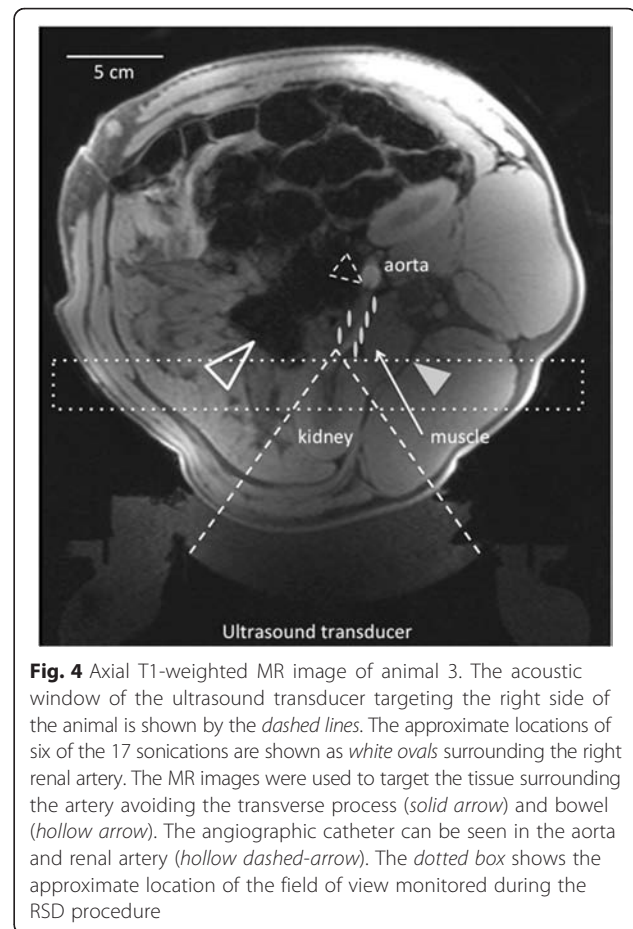 5 cm
aorta
kidney
muscle
Ultrasound transducer
Fig. 4 Axial T1-weighted MR image of animal 3. The acoustic
window of the ultrasound transducer targeting the right side of
the animal is shown by the dashed lines. The approximate locations of
six of the 17 sonications are shown as white ovals surrounding the right
renal artery. The MR images were used to target the tissue surrounding
the artery avoiding the transverse process (solid arrow) and bowel
(hollow arrow). The angiographic catheter can be seen in the aorta
and renal artery (hollow dashed-arrow). The dotted box shows the
approximate location of the field of view monitored during the
RSD procedure